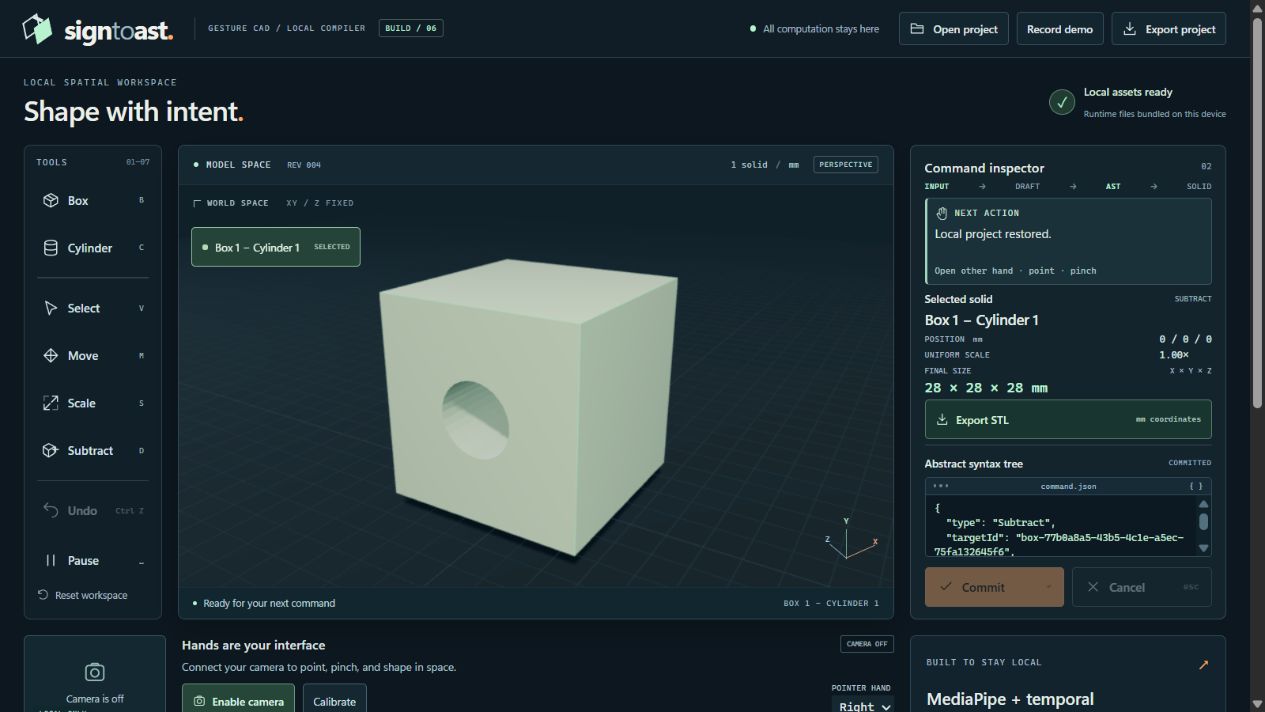 signtoast.
GESTURE CAD / LOCAL COMPILER
BUILD / 06
All computation stays here
Open project
Record demo
Export project
LOCAL SPATIAL WORKSPACE
Shape with intent.
Local assets ready
Runtime files bundled on this device
TOOLS 01–07
Box B
Cylinder C
Select V
Move M
Scale S
Subtract D
Undo Ctrl Z
Pause _
Reset workspace
MODEL SPACE REV 004
1 solid / mm PERSPECTIVE
WORLD SPACE XY / Z FIXED
Box 1 − Cylinder 1 SELECTED
Y
Z
X
Ready for your next command
BOX 1 − CYLINDER 1
Command inspector 02
INPUT → DRAFT → AST → SOLID
NEXT ACTION
Local project restored.
Open other hand · point · pinch
Selected solid SUBTRACT
Box 1 − Cylinder 1
POSITION mm 0 / 0 / 0
UNIFORM SCALE 1.00×
FINAL SIZE X × Y × Z
28 × 28 × 28 mm
Export STL mm coordinates
Abstract syntax tree COMMITTED
command.json { }
{
"type": "Subtract",
"targetId": "box-77b0a8a5-43b5-4c1e-a5ec-
75fa132645f6",
Commit
Cancel esc
Camera is off
Hands are your interface
CAMERA OFF
Connect your camera to point, pinch, and shape in space.
Enable camera
Calibrate
POINTER HAND
Right
BUILT TO STAY LOCAL
MediaPipe + temporal